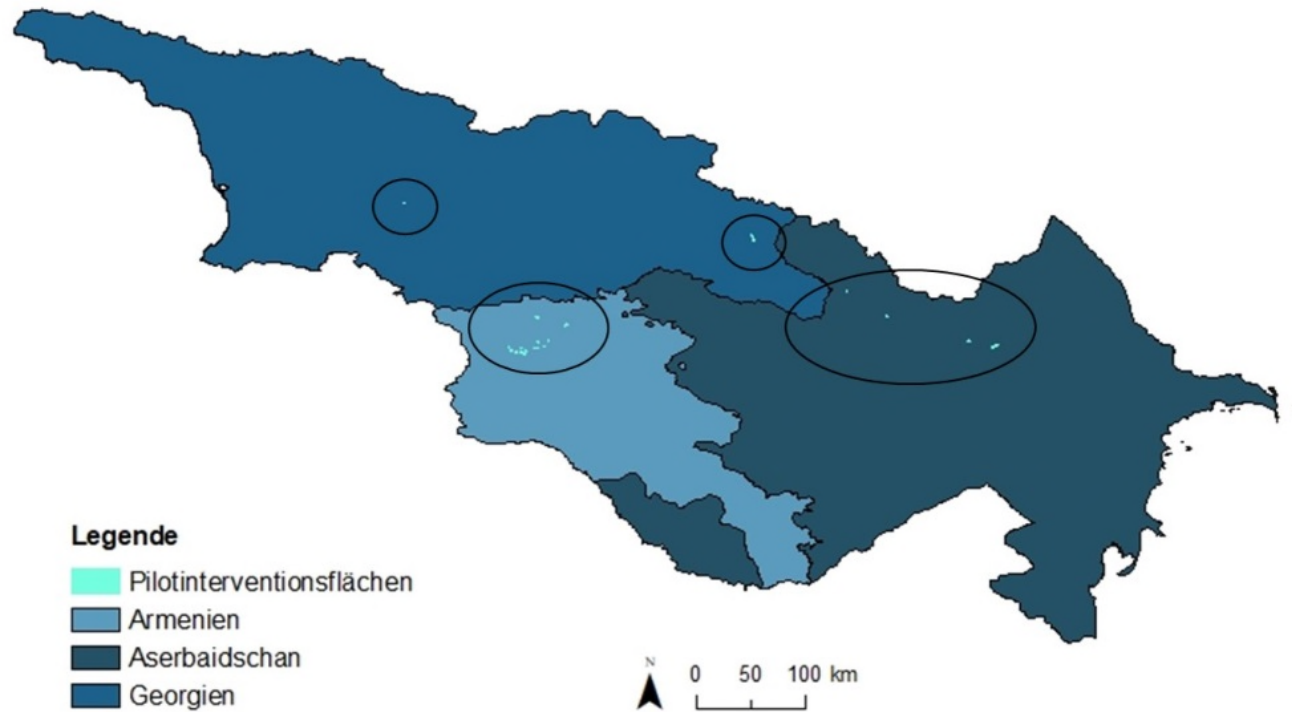 Legende
Pilotinterventionsflächen
Armenien
Aserbaidschan
Georgien
N
0 50 100 km